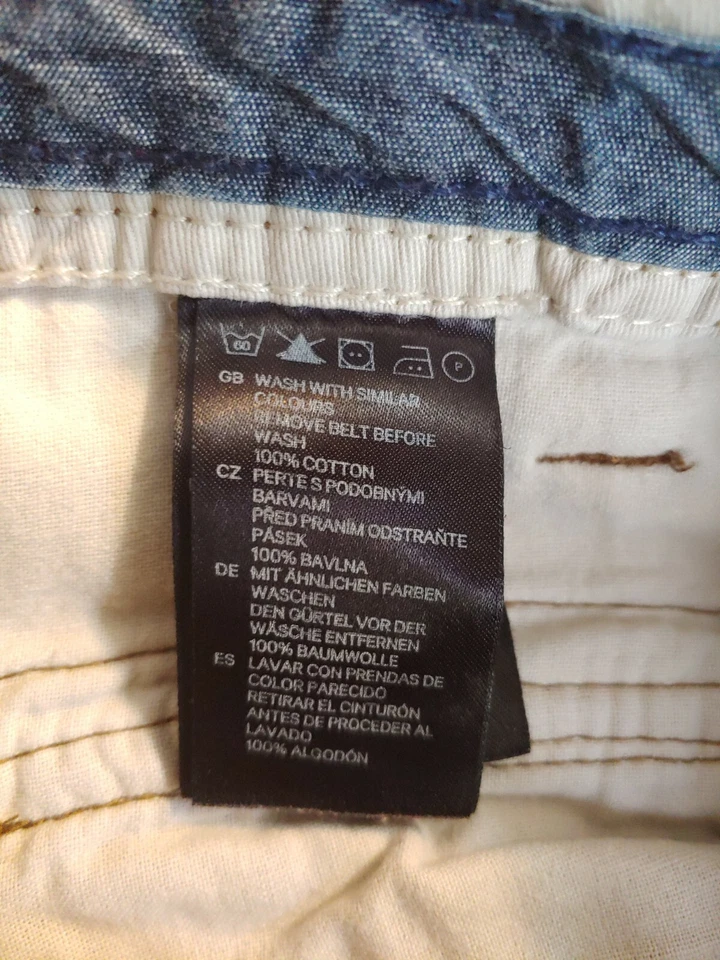 60
P
GB WASH WITH SIMILAR
COLOURS
REMOVE BELT BEFORE
WASH
100% COTTON
CZ PERTE S PODOBNÝMI
BARVAMI
PŘED PRANÍM ODSTRAŇTE
PÁSEK
100% BAVLNA
DE MIT ÄHNLICHEN FARBEN
WASCHEN
DEN GÜRTEL VOR DER
WÄSCHE ENTFERNEN
100% BAUMWOLLE
ES LAVAR CON PRENDAS DE
COLOR PARECIDO
RETIRAR EL CINTURÓN
ANTES DE PROCEDER AL
LAVADO
100% ALGODÓN